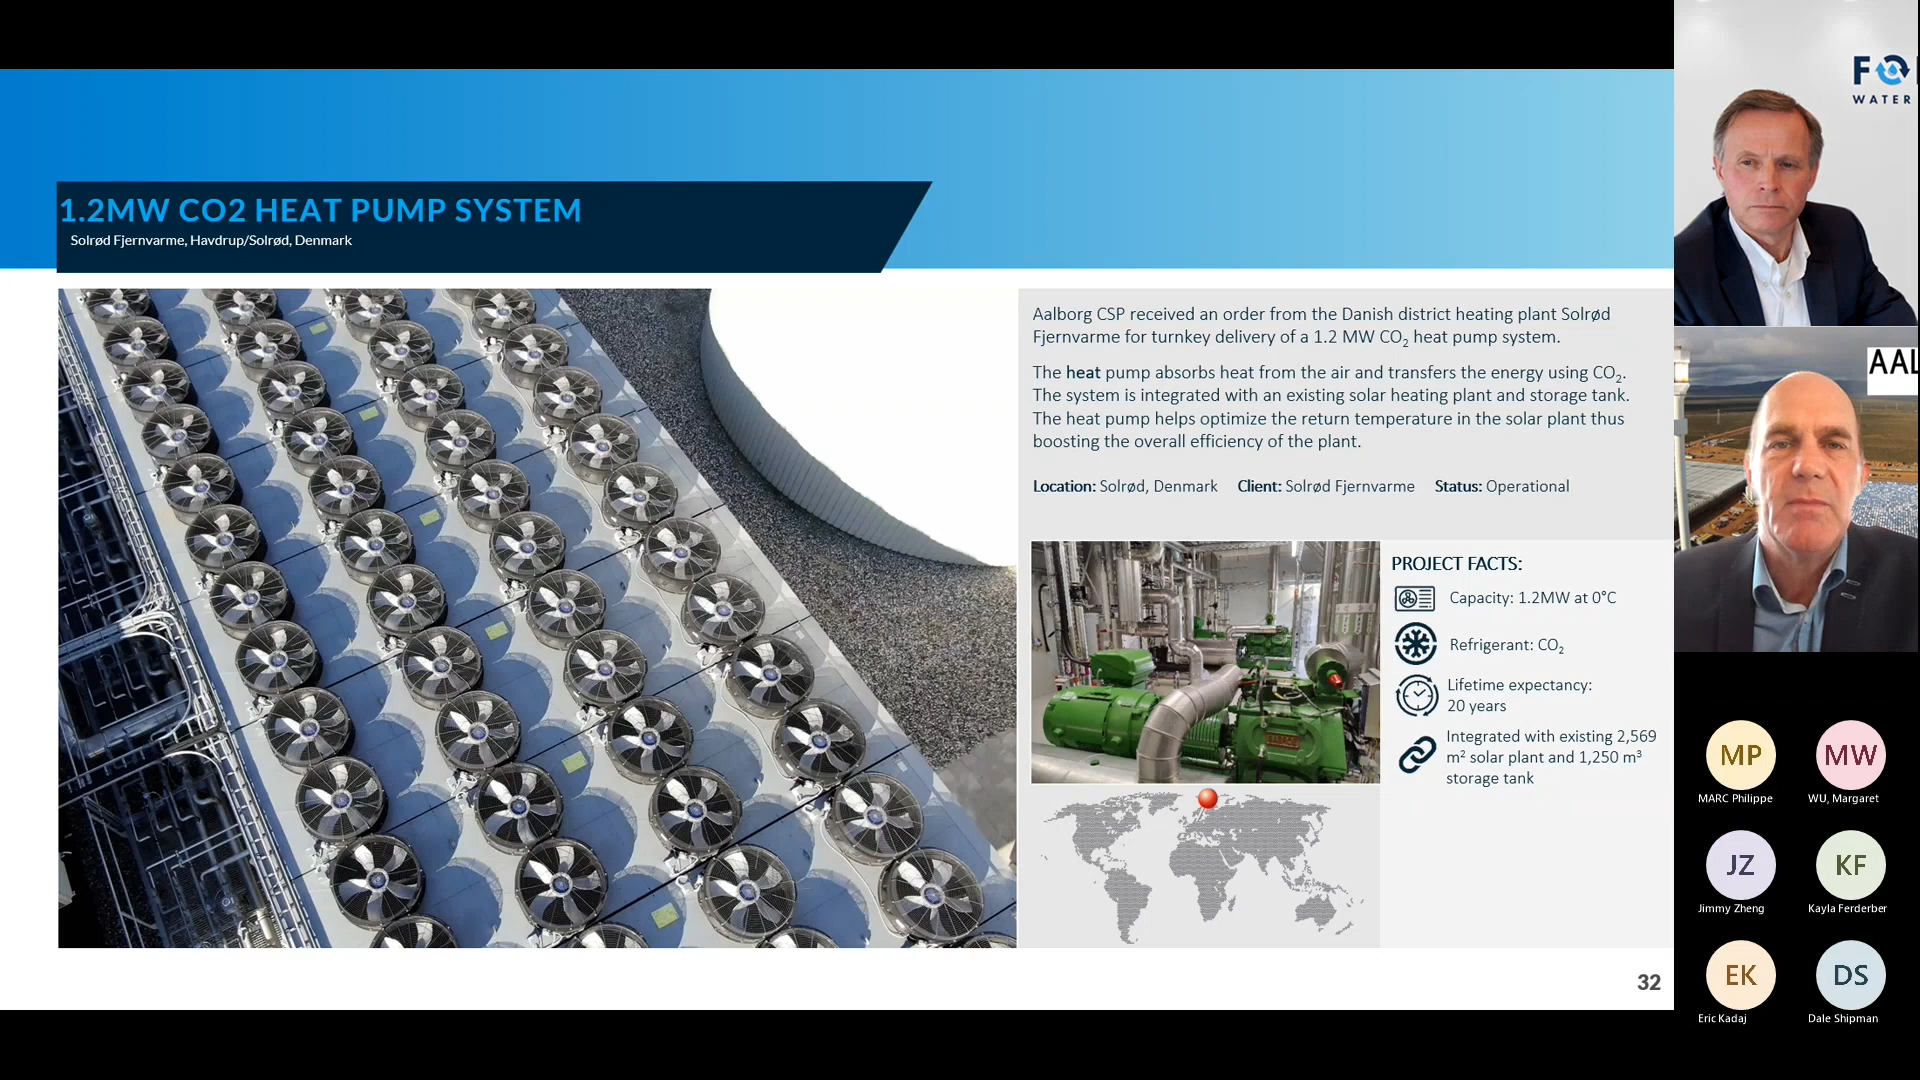 1.2MW CO2 HEAT PUMP SYSTEM
Solrød Fjernvarme, Havdrup/Solrød, Denmark
Aalborg CSP received an order from the Danish district heating plant Solrød
Fjernvarme for turnkey delivery of a 1.2 MW CO₂ heat pump system.
The heat pump absorbs heat from the air and transfers the energy using CO₂.
The system is integrated with an existing solar heating plant and storage tank.
The heat pump helps optimize the return temperature in the solar plant thus
boosting the overall efficiency of the plant.
Location: Solrød, Denmark Client: Solrød Fjernvarme Status: Operational
PROJECT FACTS:
Capacity: 1.2MW at 0°C
Refrigerant: CO₂
Lifetime expectancy:
20 years
Integrated with existing 2,569
m² solar plant and 1,250 m³
storage tank
32
WATER
AAL
MP
MARC Philippe
MW
WU, Margaret
JZ
Jimmy Zheng
KF
Kayla Ferderber
EK
Eric Kadaj
DS
Dale Shipman